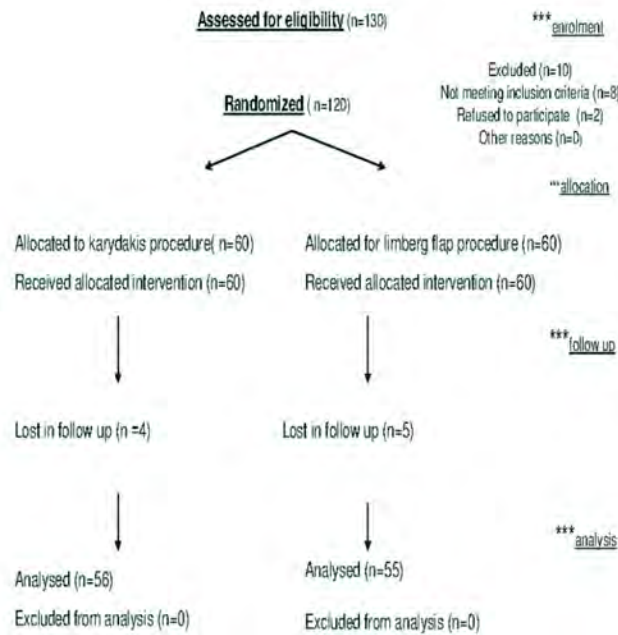 Assessed for eligibility (n=130)
***enrolment
Excluded (n=10)
Not meeting inclusion criteria (n=8)
Refused to participate (n=2)
Other reasons (n=0)
Randomized ( n=120)
***allocation
Allocated to karydakis procedure( n=60)
Received allocated intervention (n=60)
Allocated for limberg flap procedure (n=60)
Received allocated intervention (n=60)
***follow up
Lost in follow up (n =4)
Lost in follow up (n=5)
***analysis
Analysed (n=56)
Excluded from analysis (n=0)
Analysed (n=55)
Excluded from analysis (n=0)